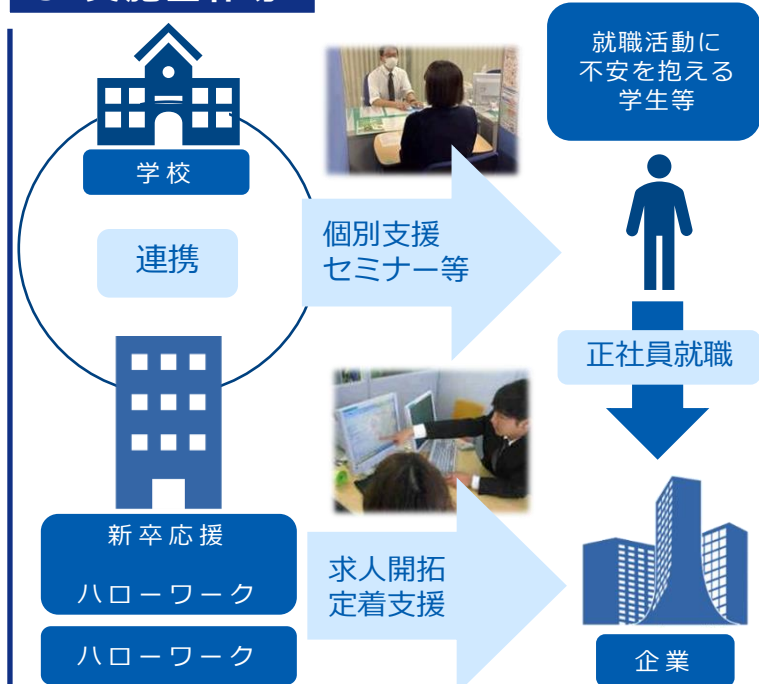 学校
連携
新卒応援
ハローワーク
ハローワーク
個別支援
セミナー等
求人開拓
定着支援
就職活動に
不安を抱える
学生等
正社員就職
企業